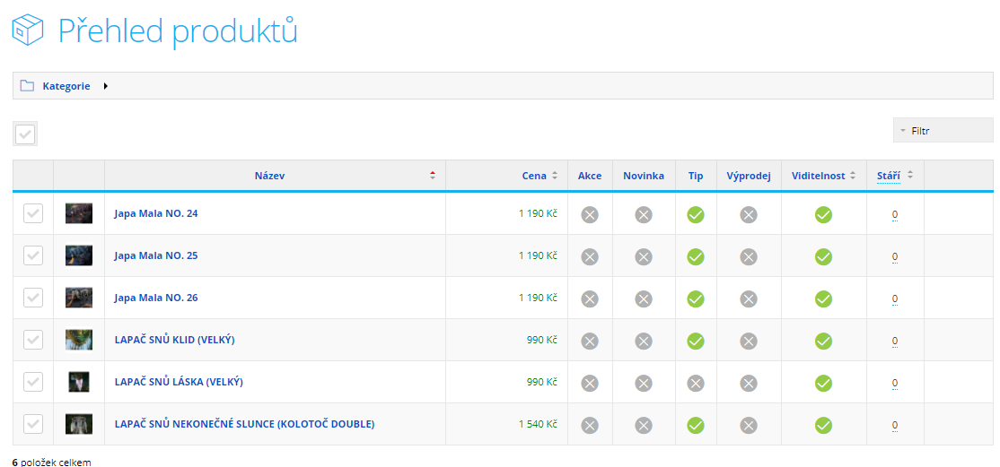 Přehled produktů
Kategorie
Filtr
Název Cena Akce Novinka Tip Výprodej Viditelnost Stáří
Japa Mala NO. 24 1 190 Kč 0
Japa Mala NO. 25 1 190 Kč 0
Japa Mala NO. 26 1 190 Kč 0
LAPAČ SNŮ KLID (VELKÝ) 990 Kč 0
LAPAČ SNŮ LÁSKA (VELKÝ) 990 Kč 0
LAPAČ SNŮ NEKONEČNÉ SLUNCE (KOLOTOČ DOUBLE) 1 540 Kč 0
6 položek celkem